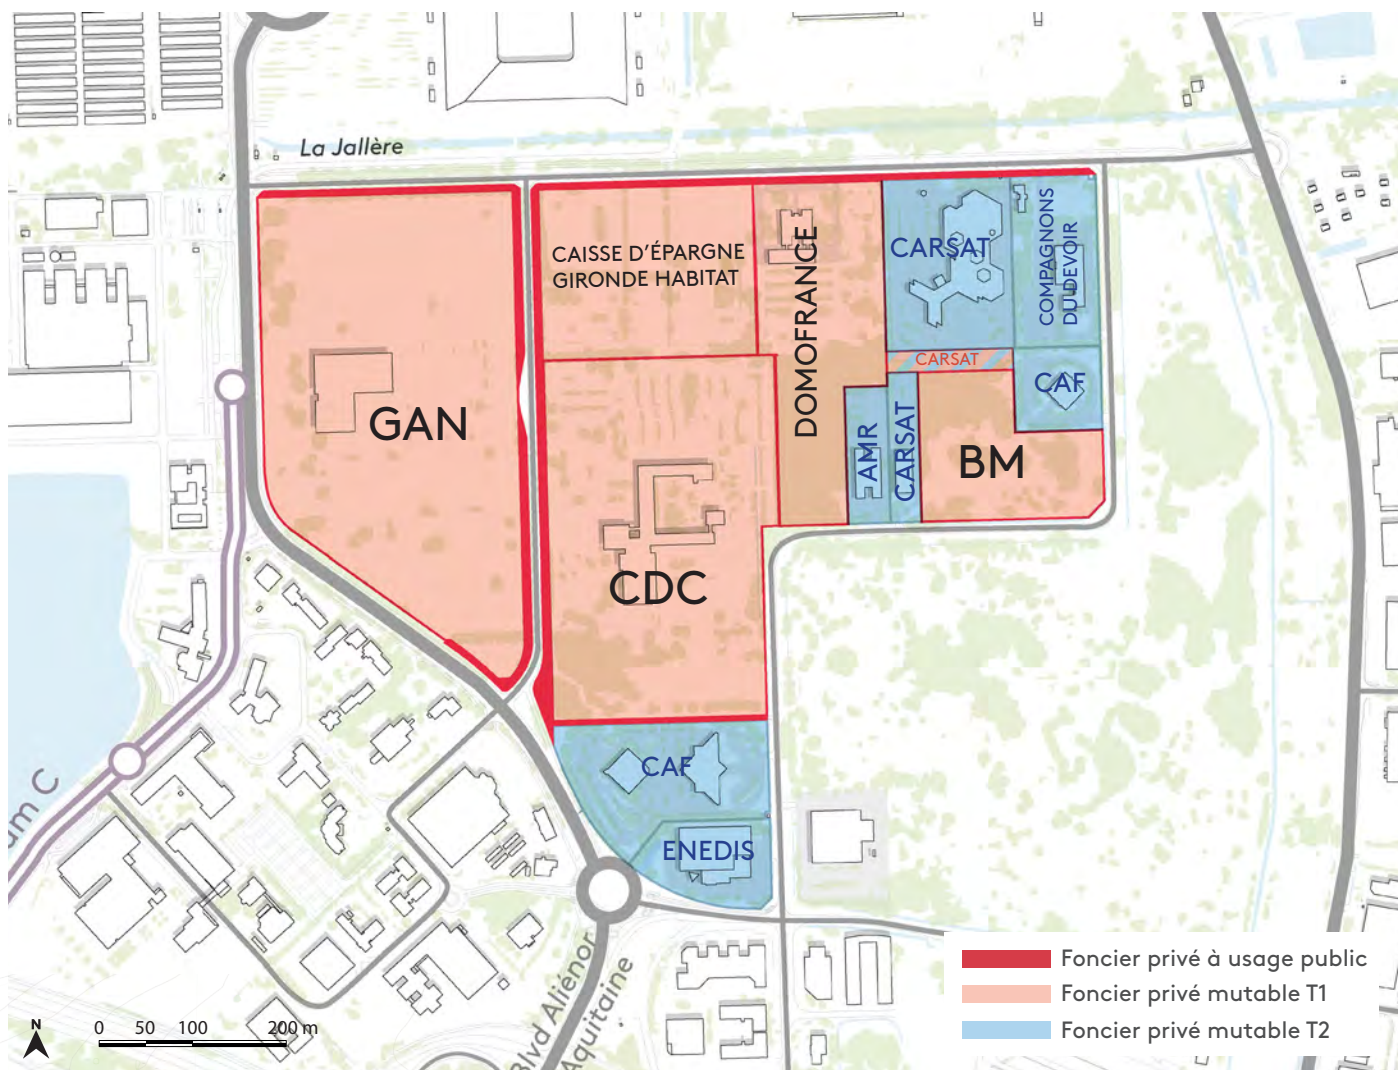 La Jallère
CAISSE D'ÉPARGNE
GIRONDE HABITAT
DOMOFRANCE
CARSAT
COMPAGNONS
DU DEVOIR
CARSAT
CAF
GAN
AMR
CARSAT
BM
CDC
CAF
ENEDIS
Blvd Aliénor
Aquitaine
N
0 50 100 200 m
Foncier privé à usage public
Foncier privé mutable T1
Foncier privé mutable T2